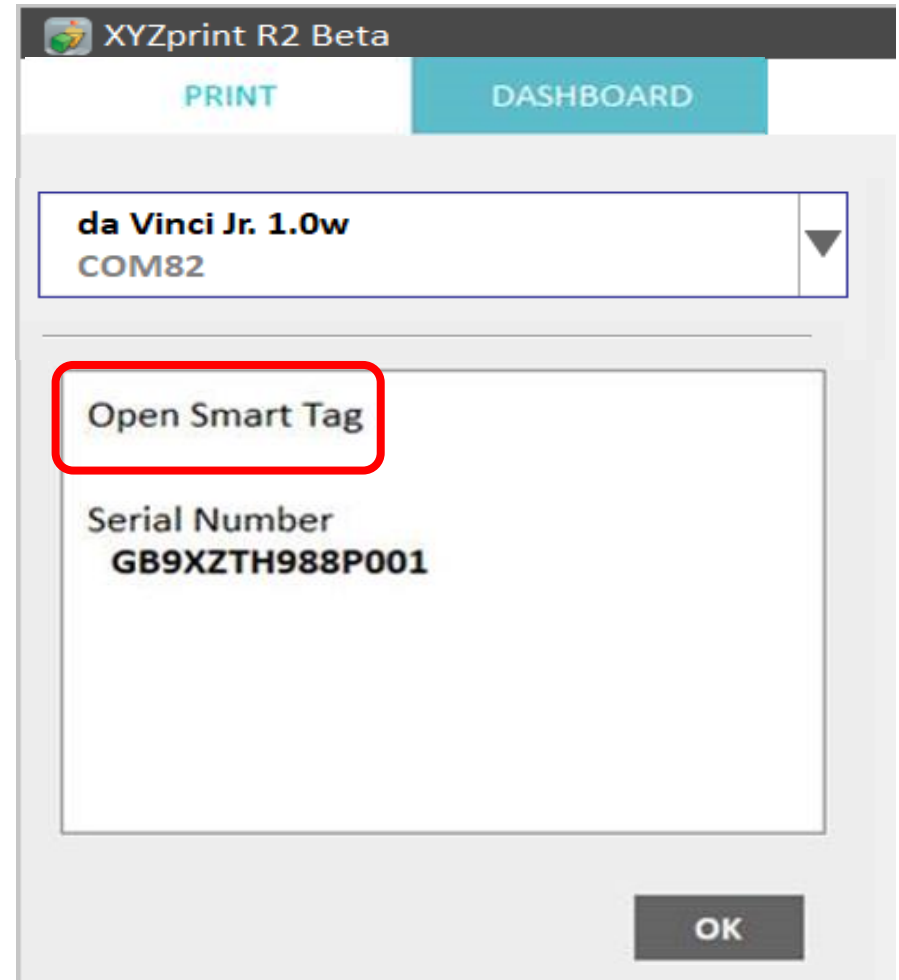 XYZprint R2 Beta
PRINT DASHBOARD
da Vinci Jr. 1.0w
COM82
Open Smart Tag
Serial Number
GB9XZTH988P001
OK